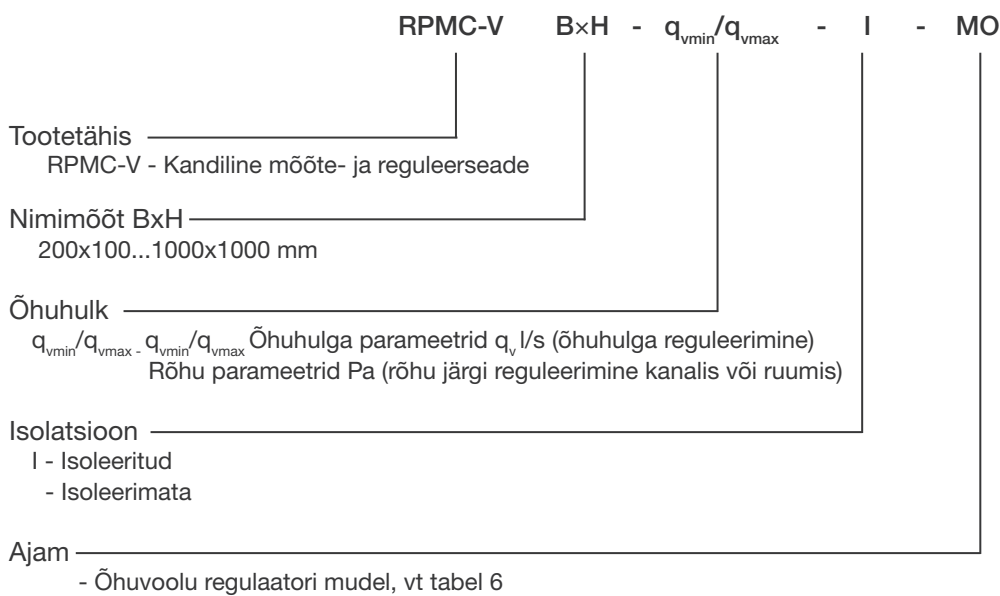 RPMC-V B×H - qvmin/qvmax - I - MO
Tootetähis
RPMC-V - Kandiline mõõte- ja reguleerseade
Nimimõõt BxH
200x100...1000x1000 mm
Õhuhulk
qvmin/qvmax - qvmin/qvmax Õhuhulga parameetrid qv l/s (õhuhulga reguleerimine)
Rõhu parameetrid Pa (rõhu järgi reguleerimine kanalis või ruumis)
Isolatsioon
I - Isoleeritud
- Isoleerimata
Ajam
- Õhuvoolu regulaatori mudel, vt tabel 6